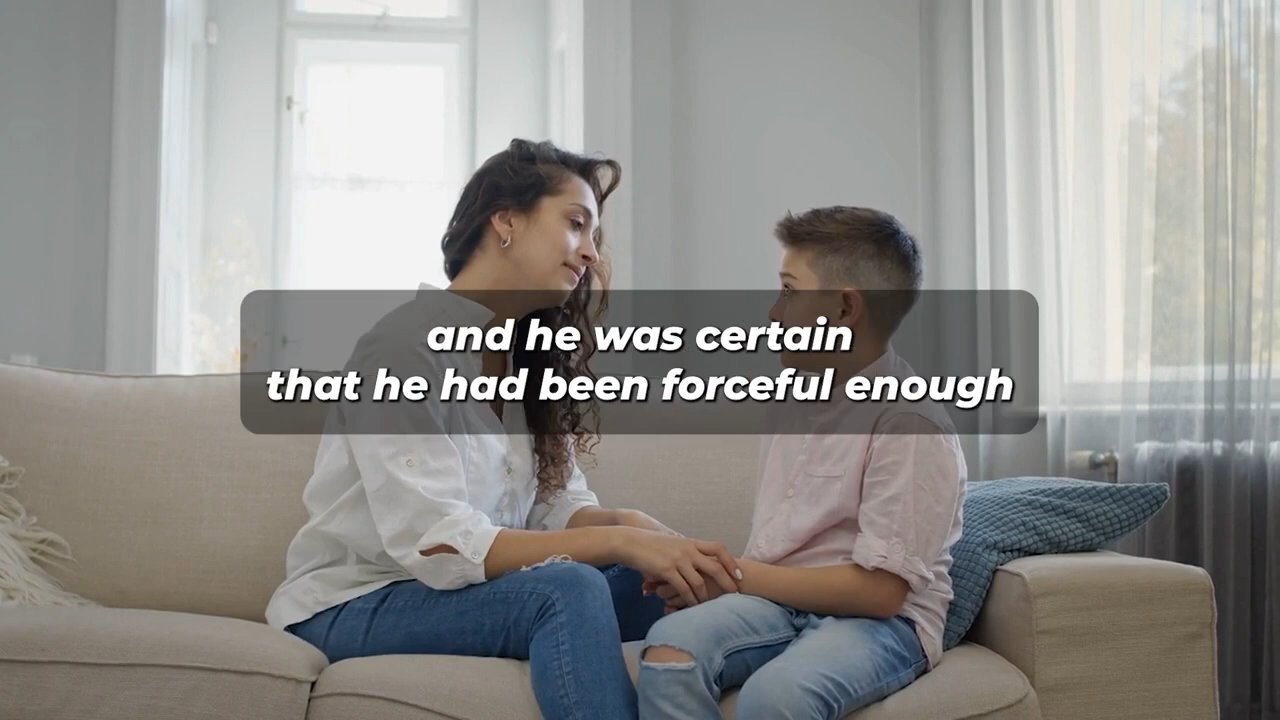 and he was certain
that he had been forceful enough